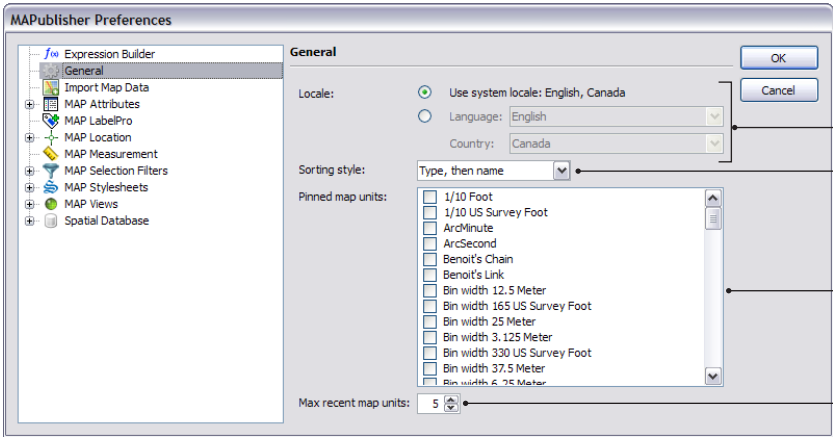 MAPublisher Preferences
f(x) Expression Builder
General
Import Map Data
MAP Attributes
MAP LabelPro
MAP Location
MAP Measurement
MAP Selection Filters
MAP Stylesheets
MAP Views
Spatial Database
General
Locale:
Use system locale: English, Canada
Language: English
Country: Canada
Sorting style: Type, then name
Pinned map units:
1/10 Foot
1/10 US Survey Foot
ArcMinute
ArcSecond
Benoit's Chain
Benoit's Link
Bin width 12.5 Meter
Bin width 165 US Survey Foot
Bin width 25 Meter
Bin width 3.125 Meter
Bin width 330 US Survey Foot
Bin width 37.5 Meter
Bin width 6.25 Meter
Max recent map units: 5
OK
Cancel